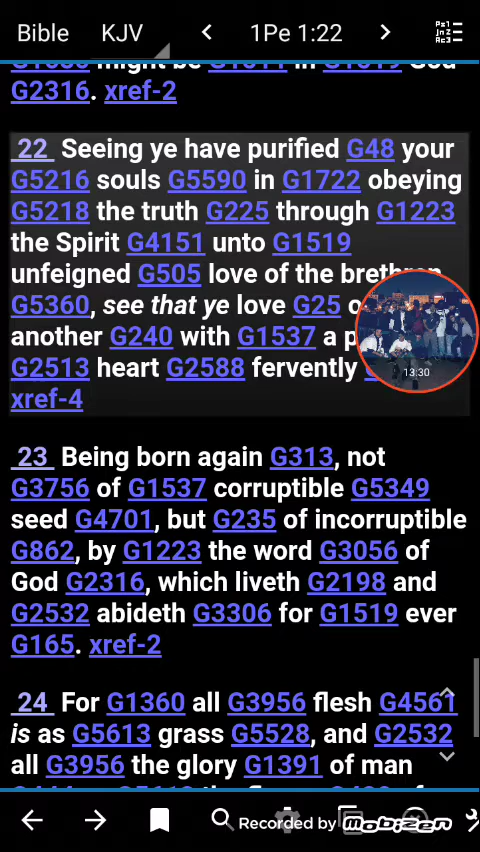 Bible KJV < 1Pe 1:22 >
G2316. xref-2
22 Seeing ye have purified G48 your
G5216 souls G5590 in G1722 obeying
G5218 the truth G225 through G1223
the Spirit G4151 unto G1519
unfeigned G505 love of the brethren
G5360, see that ye love G25
another G240 with G1537 a
G2513 heart G2588 fervently
13:30
xref-4
23 Being born again G313, not
G3756 of G1537 corruptible G5349
seed G4701, but G235 of incorruptible
G862, by G1223 the word G3056 of
God G2316, which liveth G2198 and
G2532 abideth G3306 for G1519 ever
G165. xref-2
24 For G1360 all G3956 flesh G4561
is as G5613 grass G5528, and G2532
all G3956 the glory G1391 of man
Recorded by mobizen